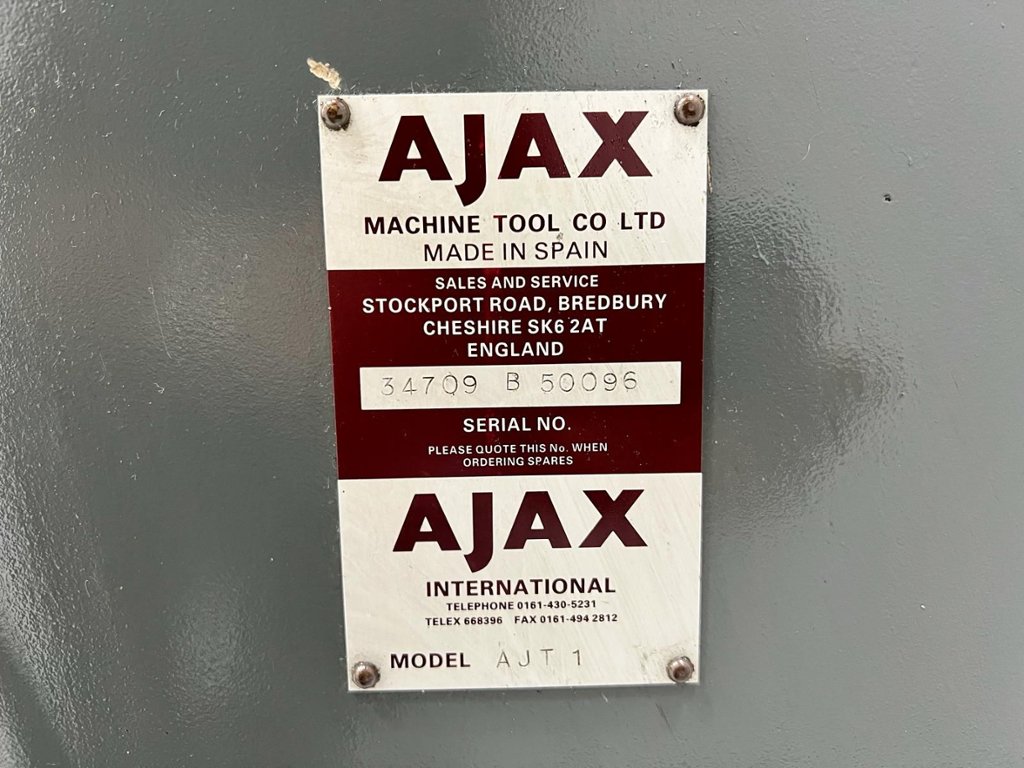 AJAX
MACHINE TOOL CO LTD
MADE IN SPAIN
SALES AND SERVICE
STOCKPORT ROAD, BREDBURY
CHESHIRE SK6 2AT
ENGLAND
34709 B 50096
SERIAL NO.
PLEASE QUOTE THIS No. WHEN
ORDERING SPARES
AJAX
INTERNATIONAL
TELEPHONE 0161-430-5231
TELEX 668396 FAX 0161-494 2812
MODEL AJT 1